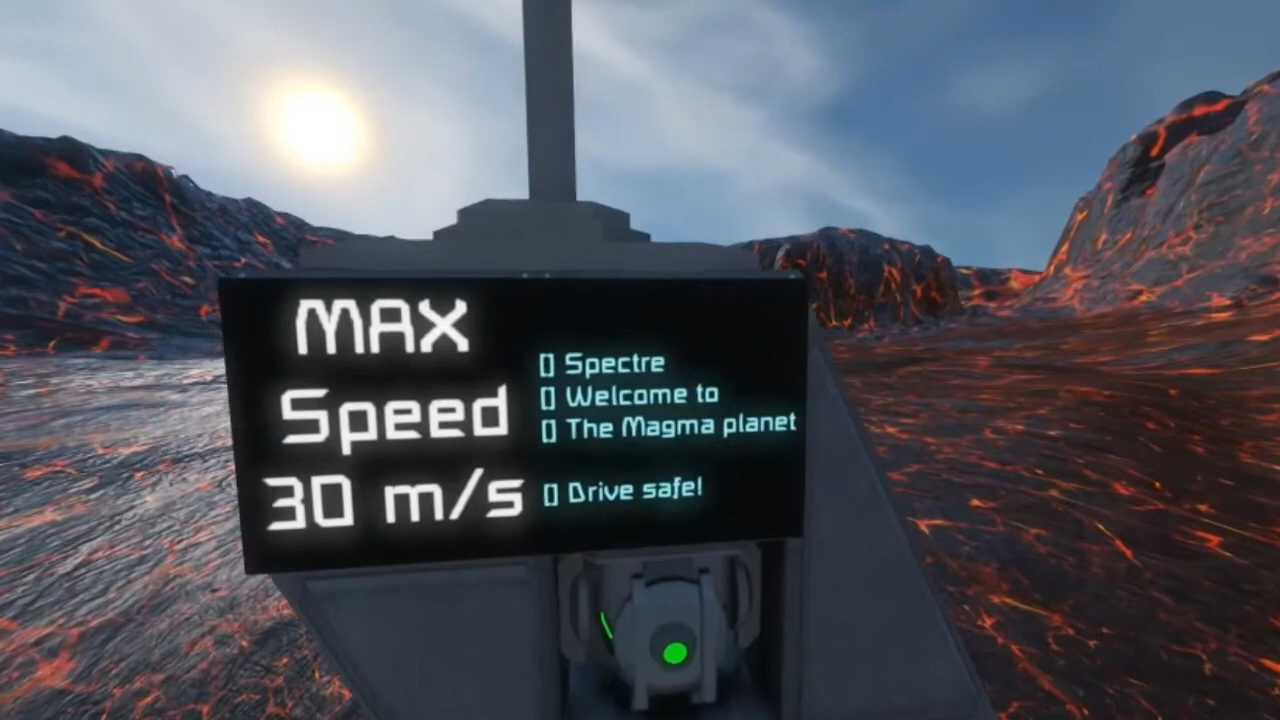 MAX
Speed
30 m/s
[] Spectre
[] Welcome to
[] The Magma planet
[] Drive safe!